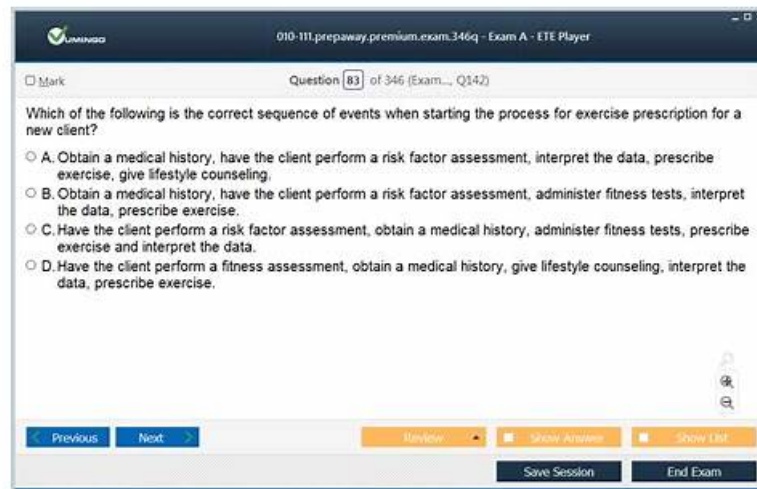 VUMINGO
010-111.prepaway.premium.exam.346q - Exam A - ETE Player
Mark
Question 83 of 346 (Exam..., Q142)
Which of the following is the correct sequence of events when starting the process for exercise prescription for a
new client?
A. Obtain a medical history, have the client perform a risk factor assessment, interpret the data, prescribe
exercise, give lifestyle counseling.
B. Obtain a medical history, have the client perform a risk factor assessment, administer fitness tests, interpret
the data, prescribe exercise.
C. Have the client perform a risk factor assessment, obtain a medical history, administer fitness tests, prescribe
exercise and interpret the data.
D. Have the client perform a fitness assessment, obtain a medical history, give lifestyle counseling, interpret the
data, prescribe exercise.
Previous Next Review Show Answer Show List
Save Session End Exam